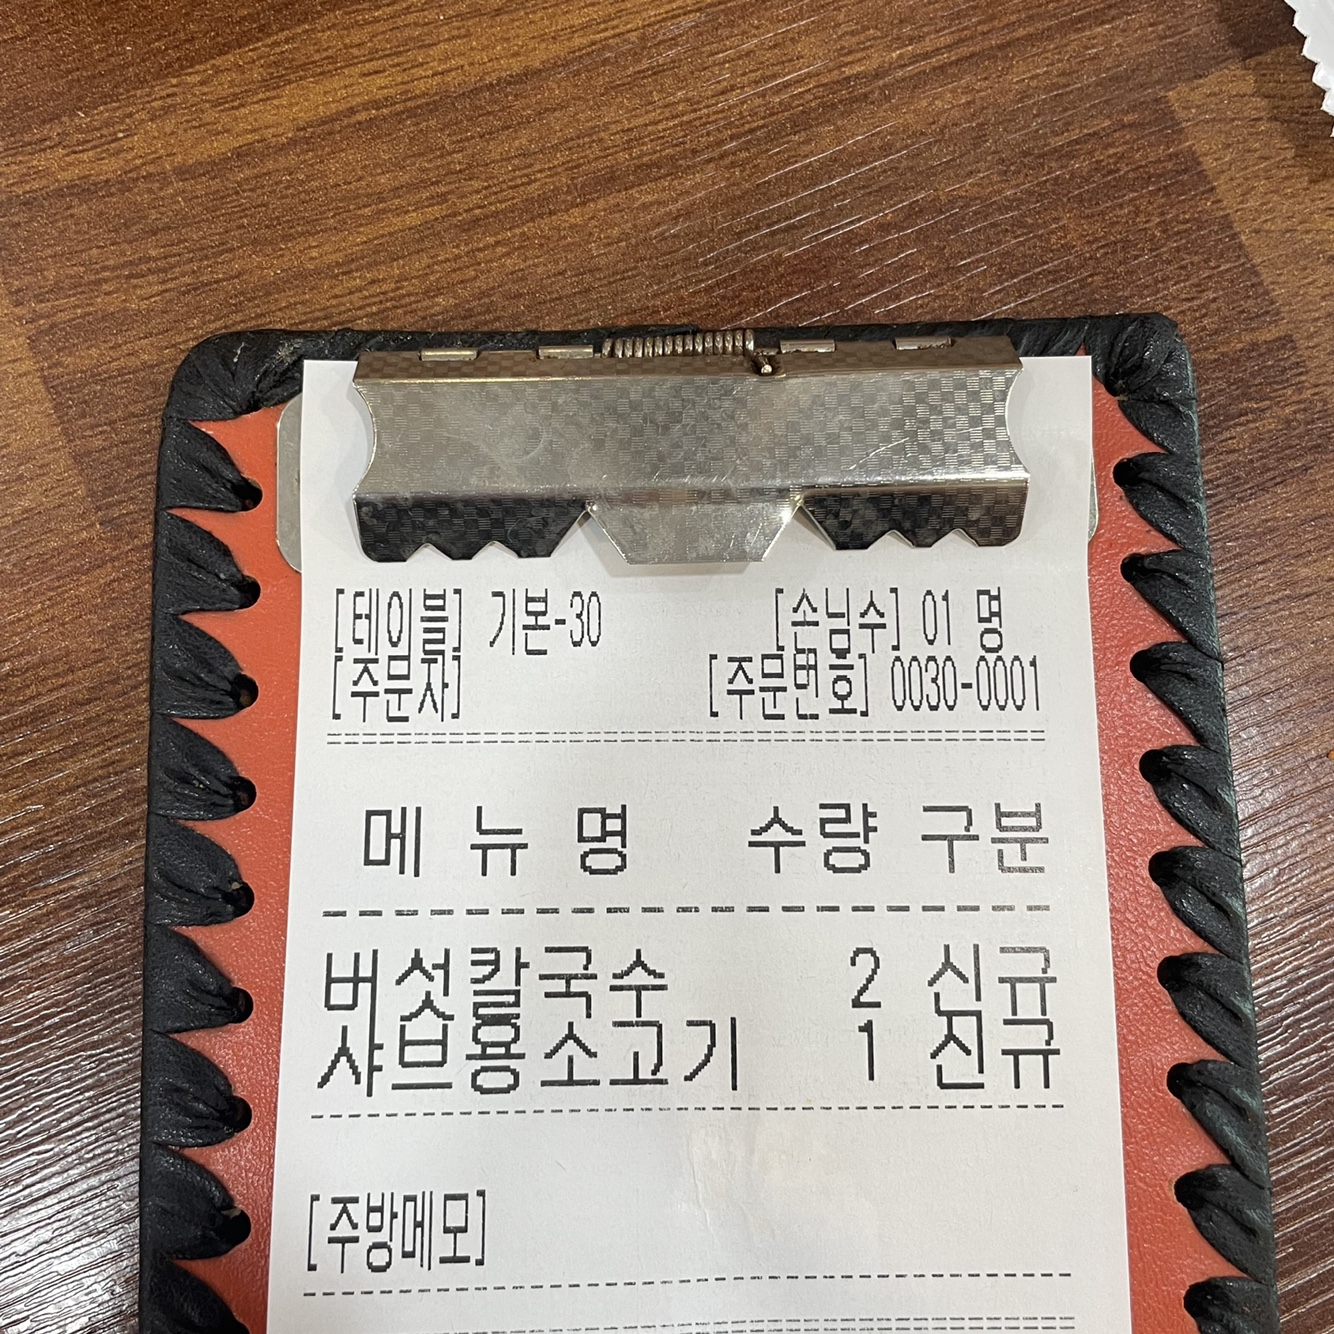 [테이블] 기본-30 [손님수] 01 명
[주문자] [주문번호] 0030-0001
메 뉴 명 수량 구분
버섯칼국수 2 신규
샤브용소고기 1 신규
[주방메모]